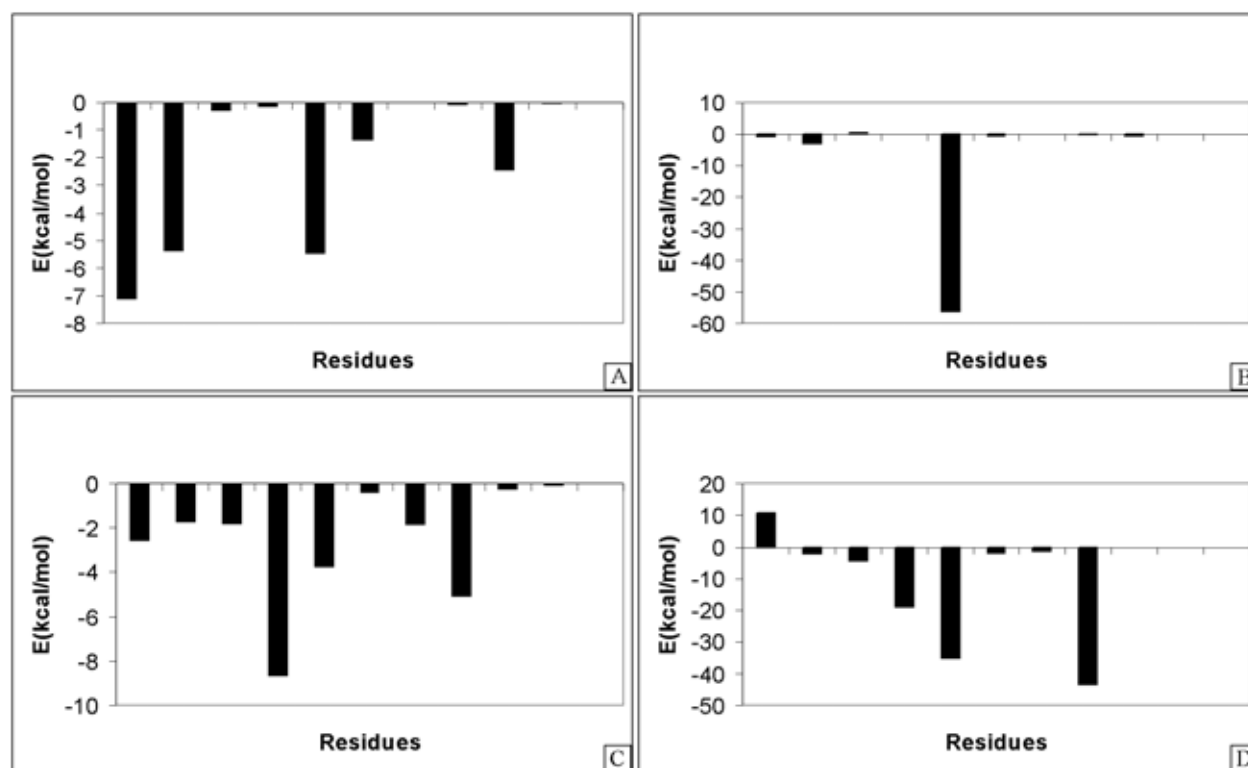 0
-1
-2
-3
-4
-5
-6
-7
-8
E(kcal/mol)
Residues
A
10
0
-10
-20
-30
-40
-50
-60
E(kcal/mol)
Residues
B
0
-2
-4
-6
-8
-10
E(kcal/mol)
Residues
C
20
10
0
-10
-20
-30
-40
-50
E(kcal/mol)
Residues
D